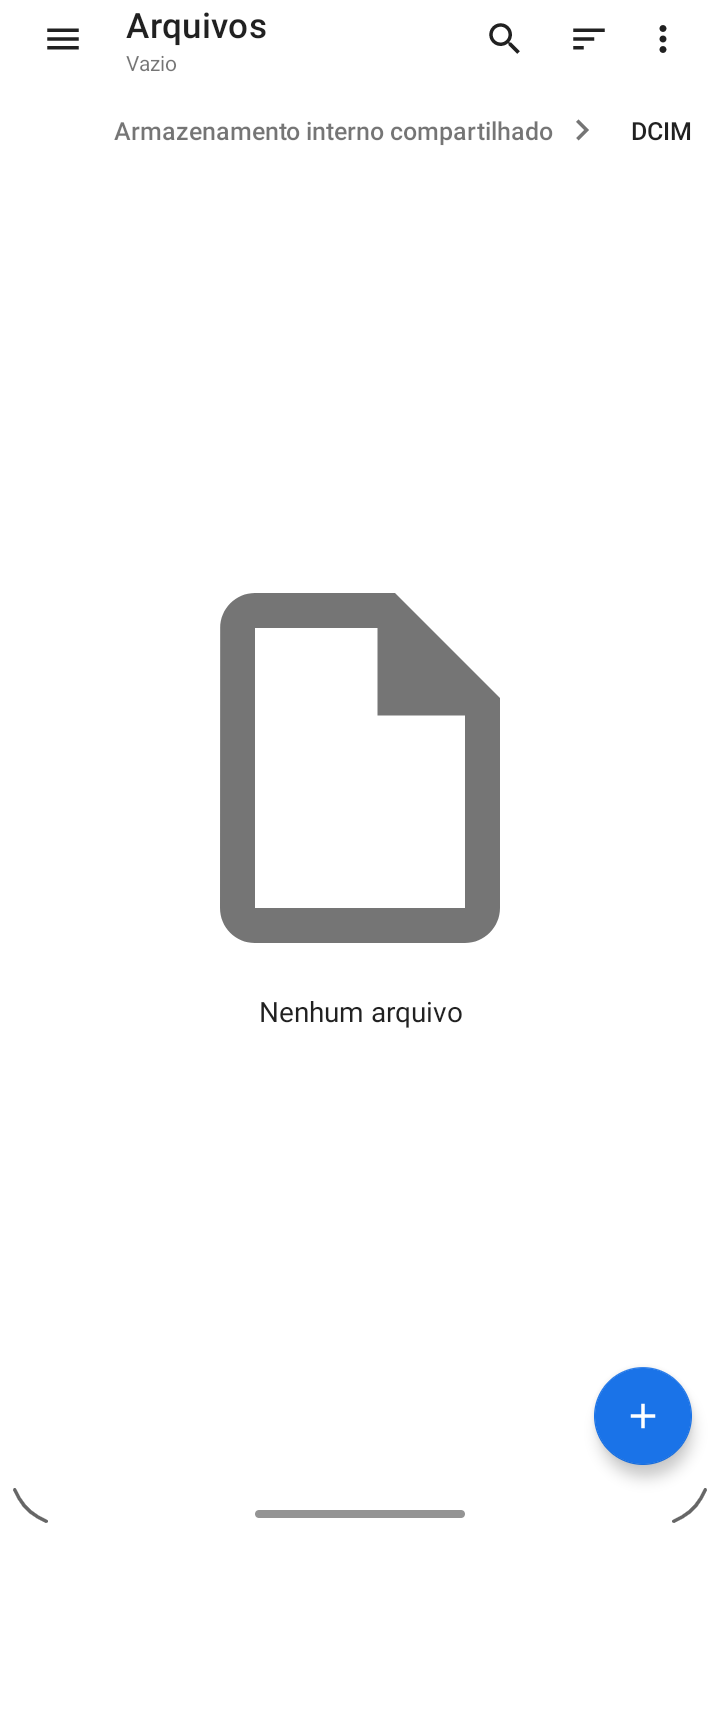 Arquivos
Vazio
Armazenamento interno compartilhado > DCIM
Nenhum arquivo